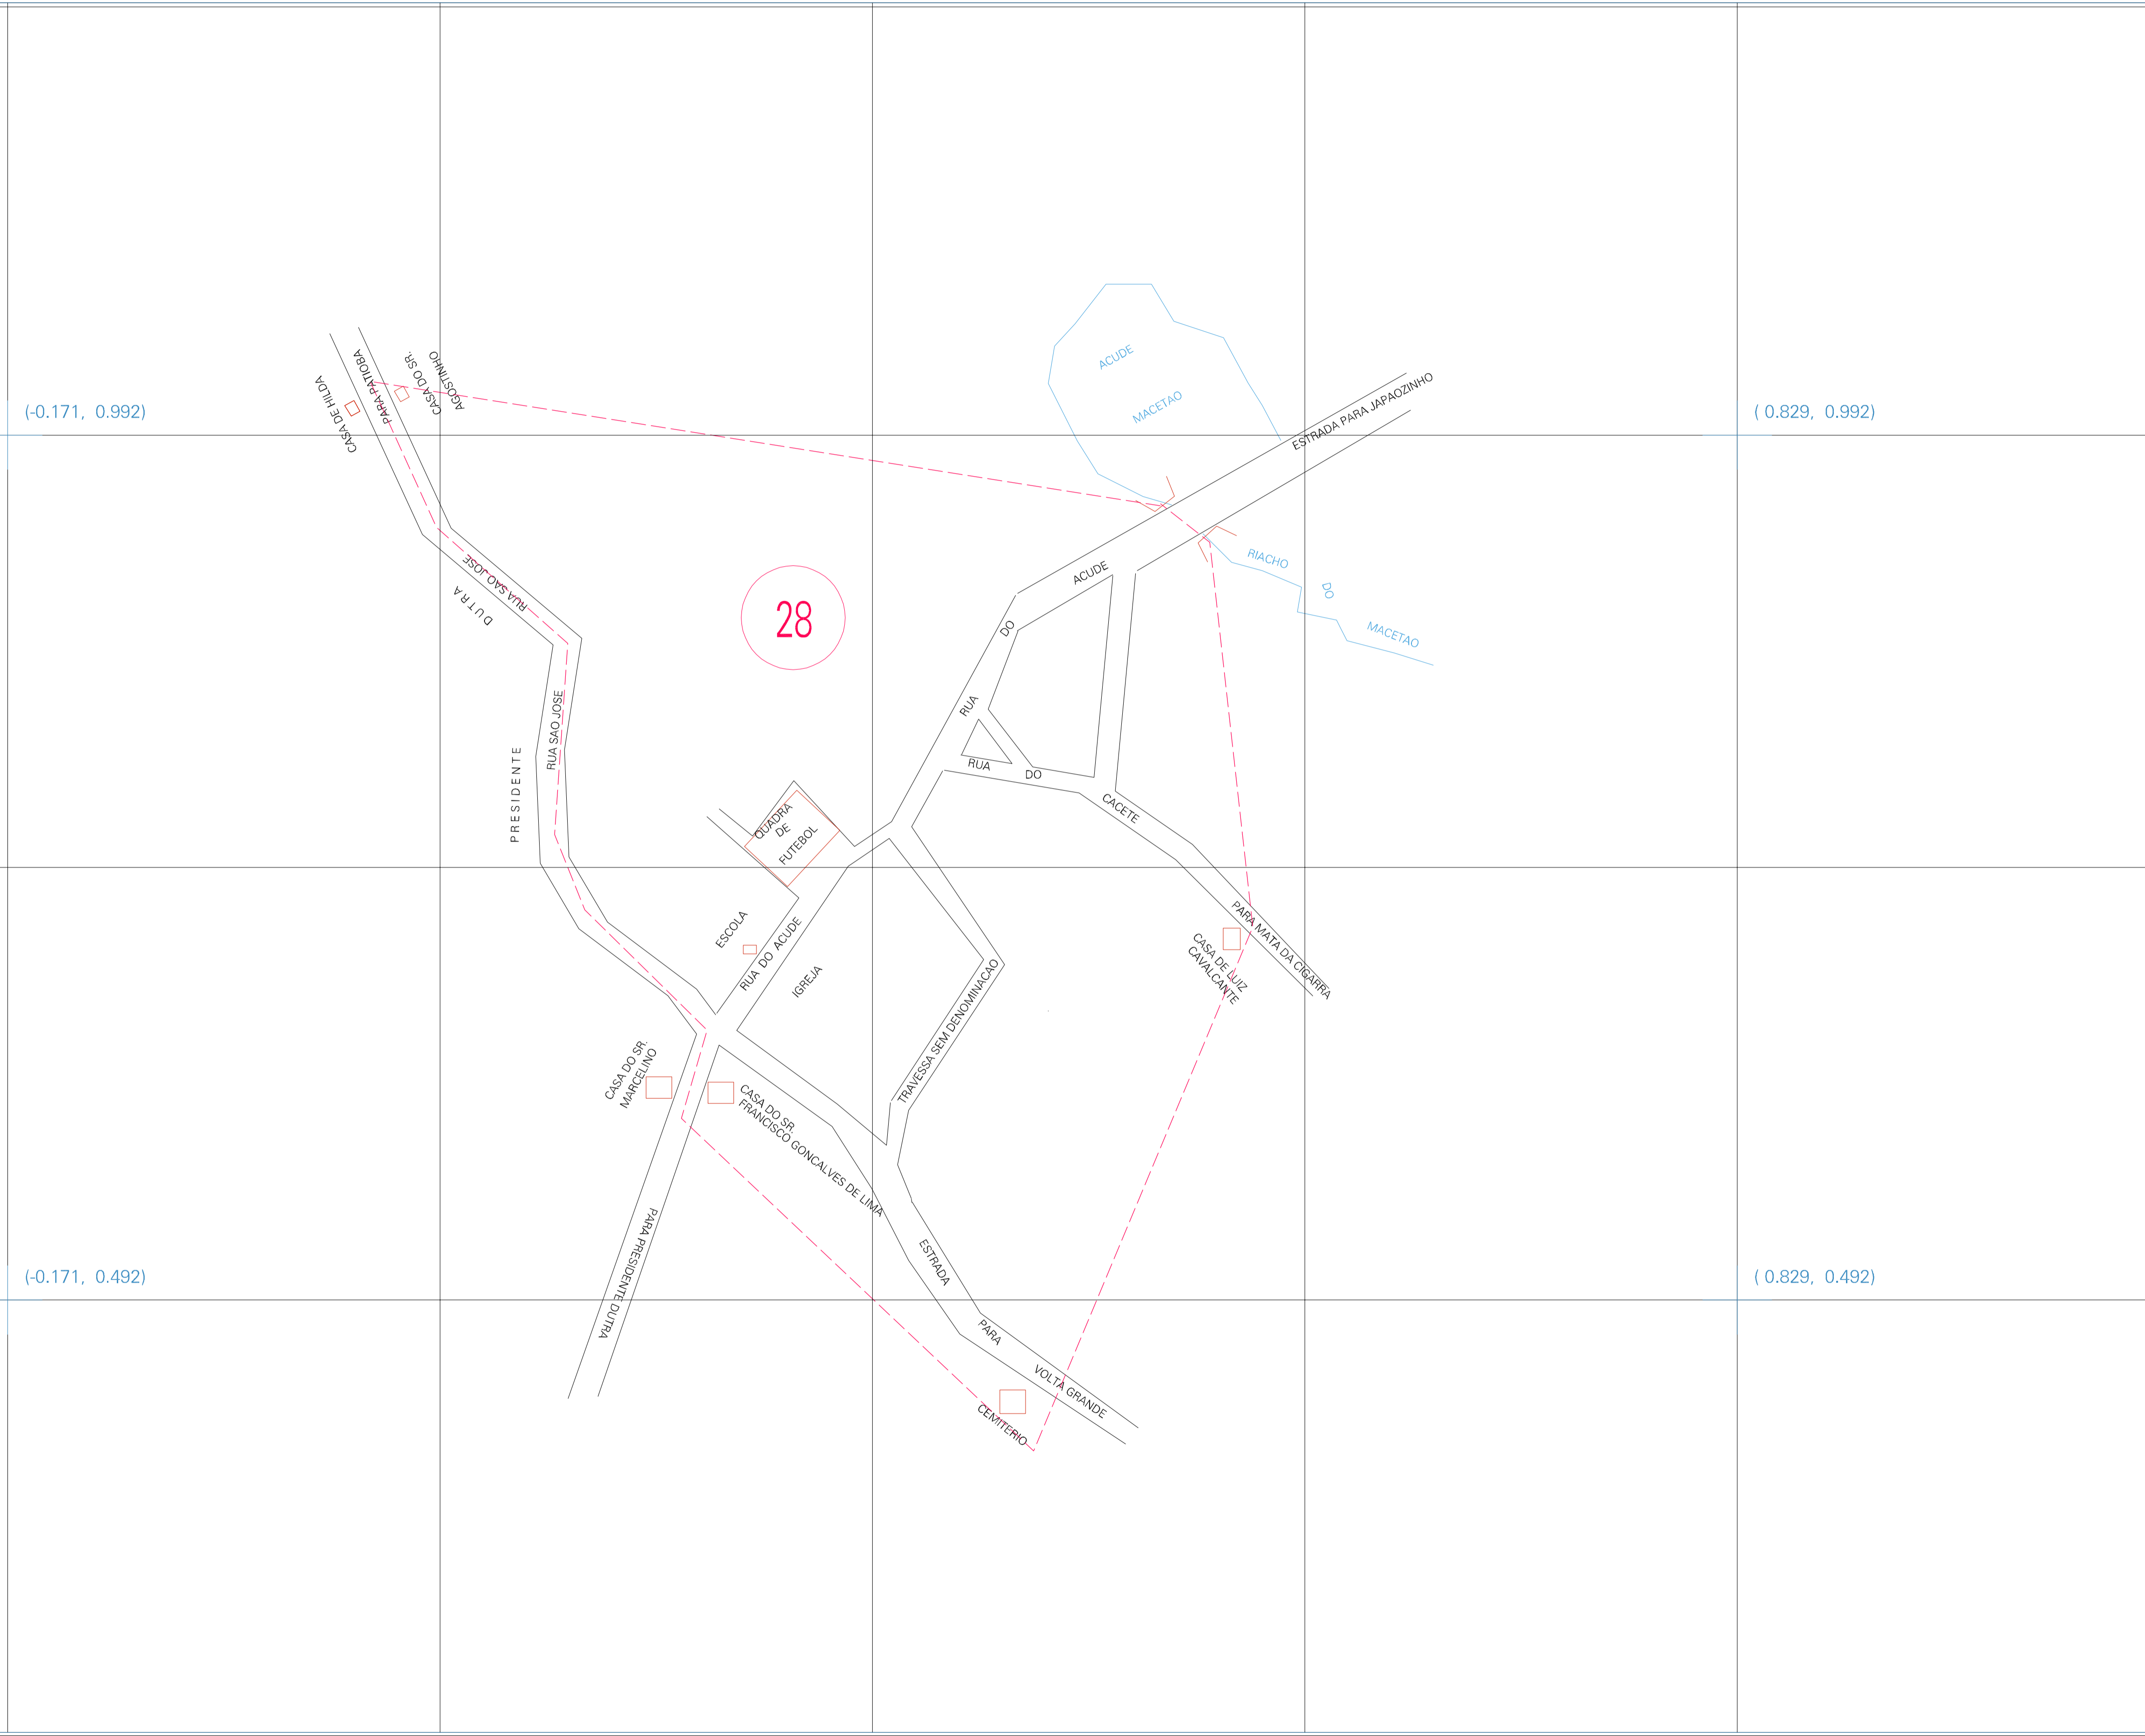 (-0.171, 0.992)
( 0.829, 0.992)
ACUDE
MACETAO
ESTRADA PARA JAPAOZINHO
PARA PATIOBA
CASA DO SR.
AGOSTINHO
CASA DE HILDA
RUA SAO JOSE
DUTRA
28
ACUDE
RIACHO
DO
MACETAO
DO
RUA
RUA SAO JOSE
PRESIDENTE
RUA
DO
CACETE
QUADRA
DE
FUTEBOL
ESCOLA
RUA DO ACUDE
IGREJA
PARA MATA DA CIGARRA
CASA DE LUIZ
CAVALCANTE
TRAVESSA SEM DENOMINACAO
CASA DO SR.
MARCELINO
CASA DO SR.
FRANCISCO GONCALVES DE LIMA
PARA PRESIDENTE DUTRA
ESTRADA
PARA
VOLTA GRANDE
CEMITERIO
(-0.171, 0.492)
( 0.829, 0.492)